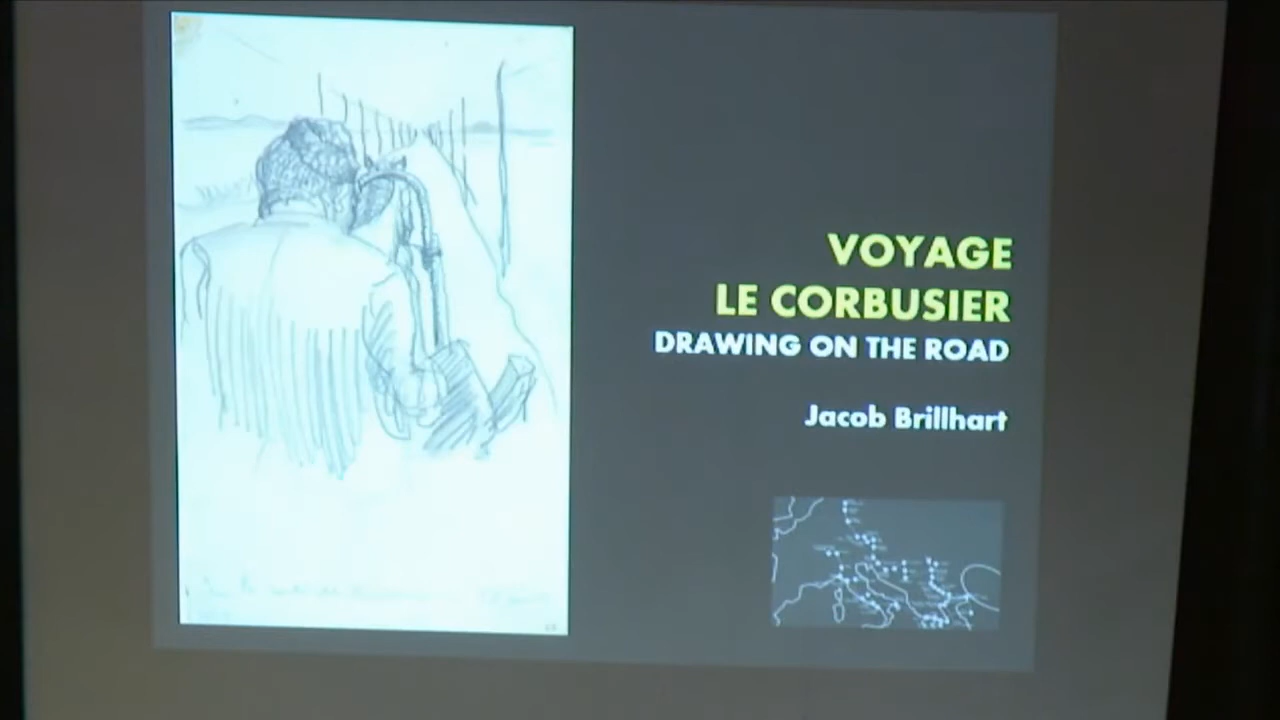 VOYAGE
LE CORBUSIER
DRAWING ON THE ROAD
Jacob Brillhart